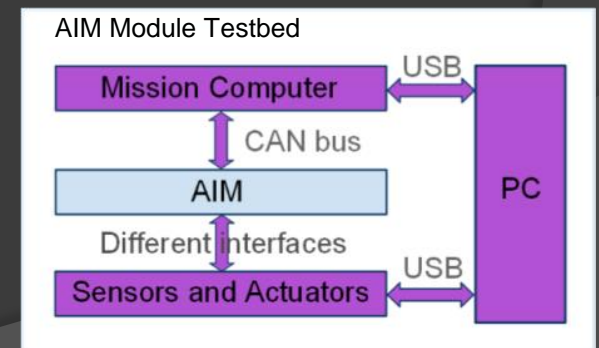 AIM Module Testbed
USB
Mission Computer
CAN bus
AIM
PC
Different interfaces
USB
Sensors and Actuators